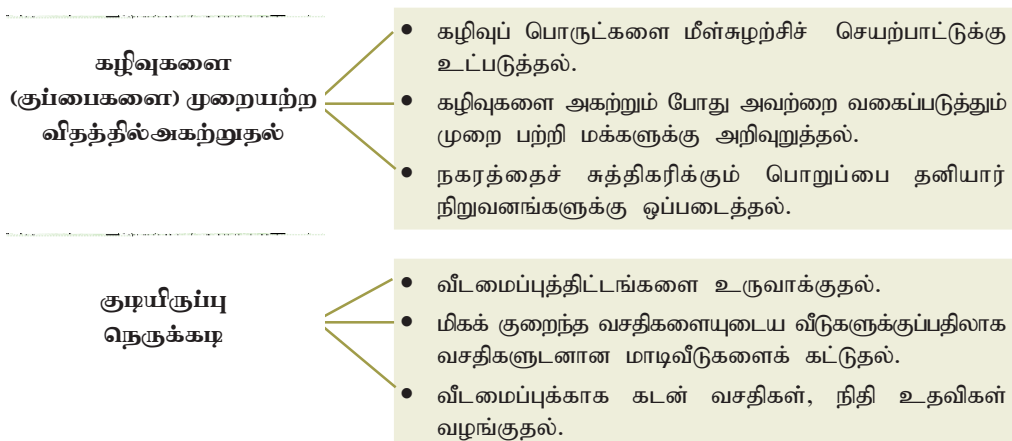 கழிவுகளை
(குப்பைகளை) முறையற்ற
விதத்தில்அகற்றுதல்
• கழிவுப் பொருட்களை மீள்சுழற்சிச் செயற்பாட்டுக்கு
உட்படுத்தல்.
• கழிவுகளை அகற்றும் போது அவற்றை வகைப்படுத்தும்
முறை பற்றி மக்களுக்கு அறிவுறுத்தல்.
• நகரத்தைச் சுத்திகரிக்கும் பொறுப்பை தனியார்
நிறுவனங்களுக்கு ஒப்படைத்தல்.
குடியிருப்பு
நெருக்கடி
• வீடமைப்புத்திட்டங்களை உருவாக்குதல்.
• மிகக் குறைந்த வசதிகளையுடைய வீடுகளுக்குப்பதிலாக
வசதிகளுடனான மாடிவீடுகளைக் கட்டுதல்.
• வீடமைப்புக்காக கடன் வசதிகள், நிதி உதவிகள்
வழங்குதல்.